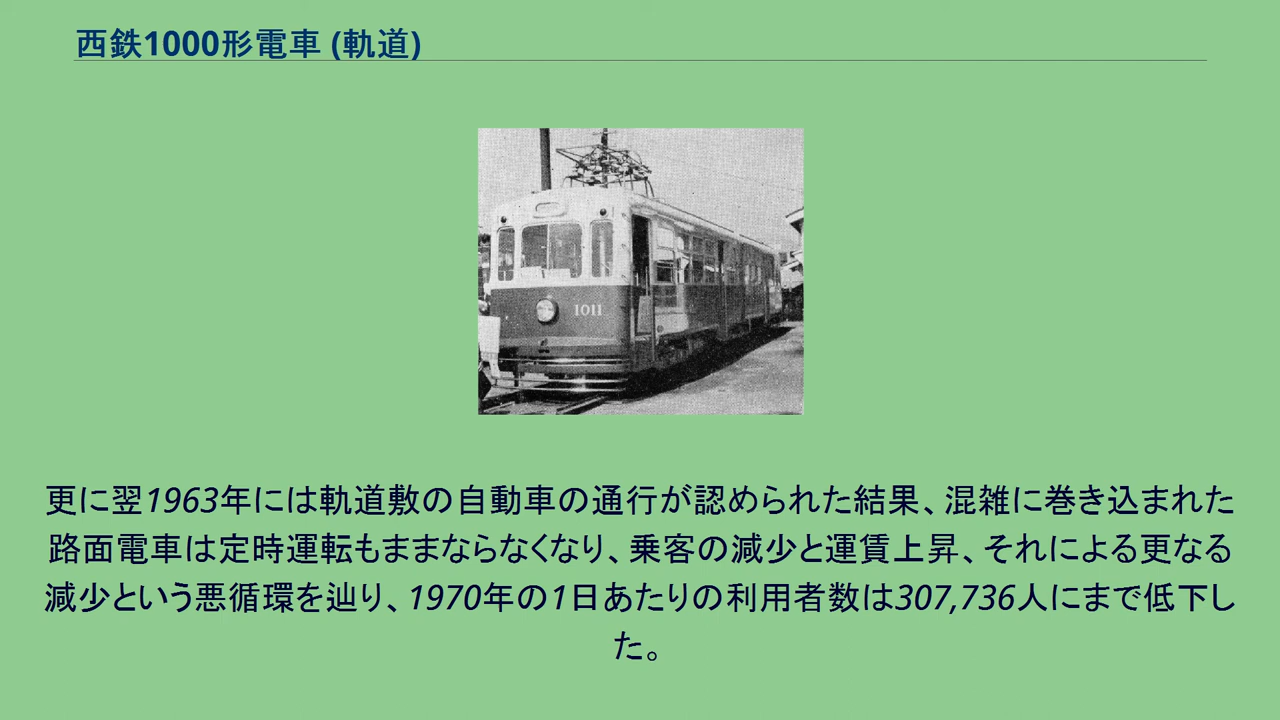 西鉄1000形電車 (軌道)
1011
更に翌1963年には軌道敷の自動車の通行が認められた結果、混雑に巻き込まれた
路面電車は定時運転もままならなくなり、乗客の減少と運賃上昇、それによる更なる
減少という悪循環を辿り、1970年の1日あたりの利用者数は307,736人にまで低下し
た。